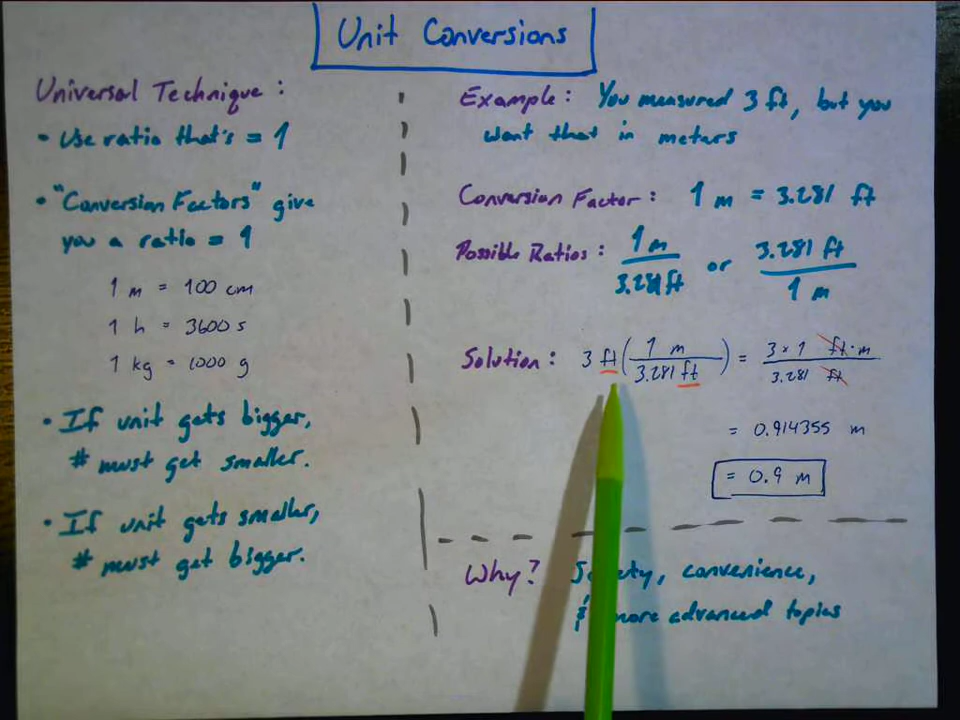 Unit Conversions
Universal Technique:
• Use ratio that's = 1
• "Conversion Factors" give
you a ratio = 1
1 m = 100 cm
1 h = 3600 s
1 kg = 1000 g
• If unit gets bigger,
# must get smaller.
• If unit gets smaller,
# must get bigger.
Example: You measured 3 ft, but you
want that in meters
Conversion Factor: 1 m = 3.281 ft
Possible Ratios: 1 m / 3.281 ft or 3.281 ft / 1 m
Solution: 3 ft (1 m / 3.281 ft) = 3 × 1 ft · m / 3.281 ft
= 0.914355 m
= 0.9 m
Why? convenience,
more advanced topics